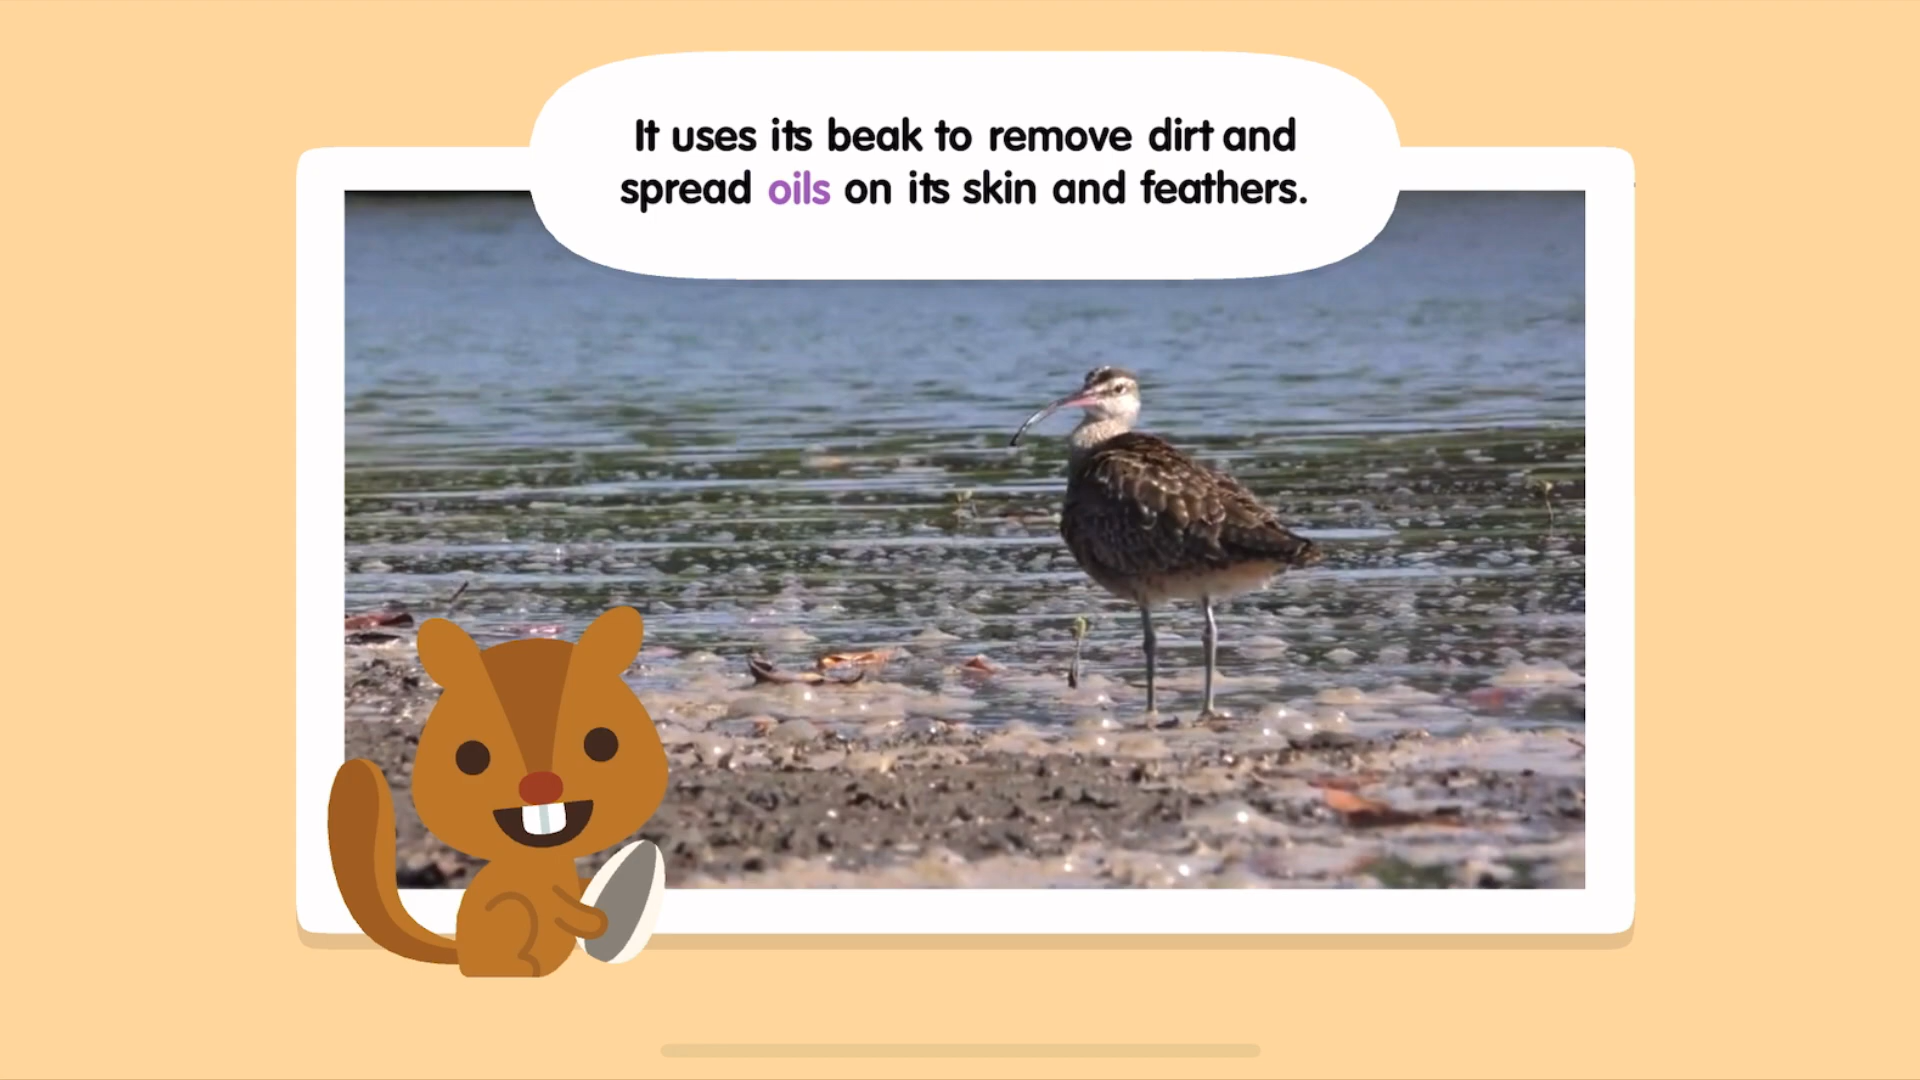 It uses its beak to remove dirt and
spread oils on its skin and feathers.